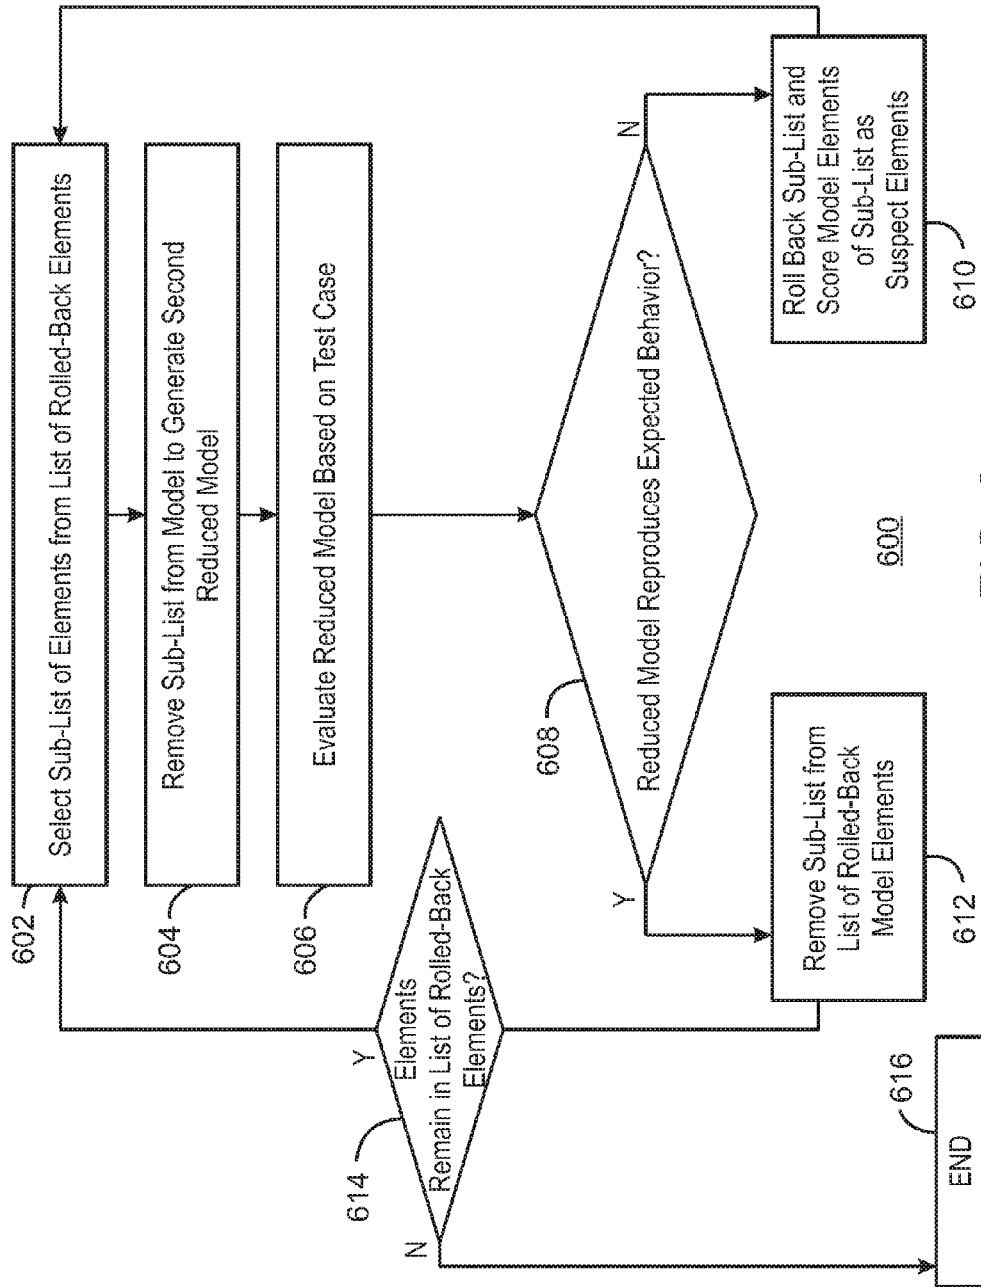 Select Sub-List of Elements from List of Rolled-Back Elements
602
Remove Sub-List from Model to Generate Second
Reduced Model
604
Evaluate Reduced Model Based on Test Case
606
Reduced Model Reproduces Expected Behavior?
608
Y
N
Roll Back Sub-List and
Score Model Elements
of Sub-List as
Suspect Elements
610
Remove Sub-List from
List of Rolled-Back
Model Elements
612
Elements
Remain in List of Rolled-Back
Elements?
614
Y
N
END
616
600